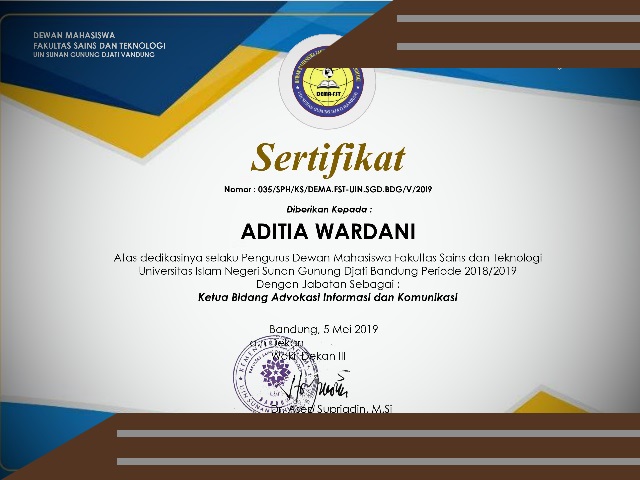 DEWAN MAHASISWA
FAKULTAS SAINS DAN TEKNOLOGI
UIN SUNAN GUNUNG DJATI VANDUNG
DEMA-FST
Sertifikat
Nomor : 035/SPH/KS/DEMA.FST-UIN.SGD.BDG/V/2019
Diberikan Kepada :
ADITIA WARDANI
Atas dedikasinya selaku Pengurus Dewan Mahasiswa Fakultas Sains dan Teknologi
Universitas Islam Negeri Sunan Gunung Djati Bandung Periode 2018/2019
Dengan Jabatan Sebagai :
Ketua Bidang Advokasi Informasi dan Komunikasi
Bandung, 5 Mei 2019
a.n Dekan
Wakil Dekan III
UIN SUNAN
Dr. Asep Supriadin, M.Si